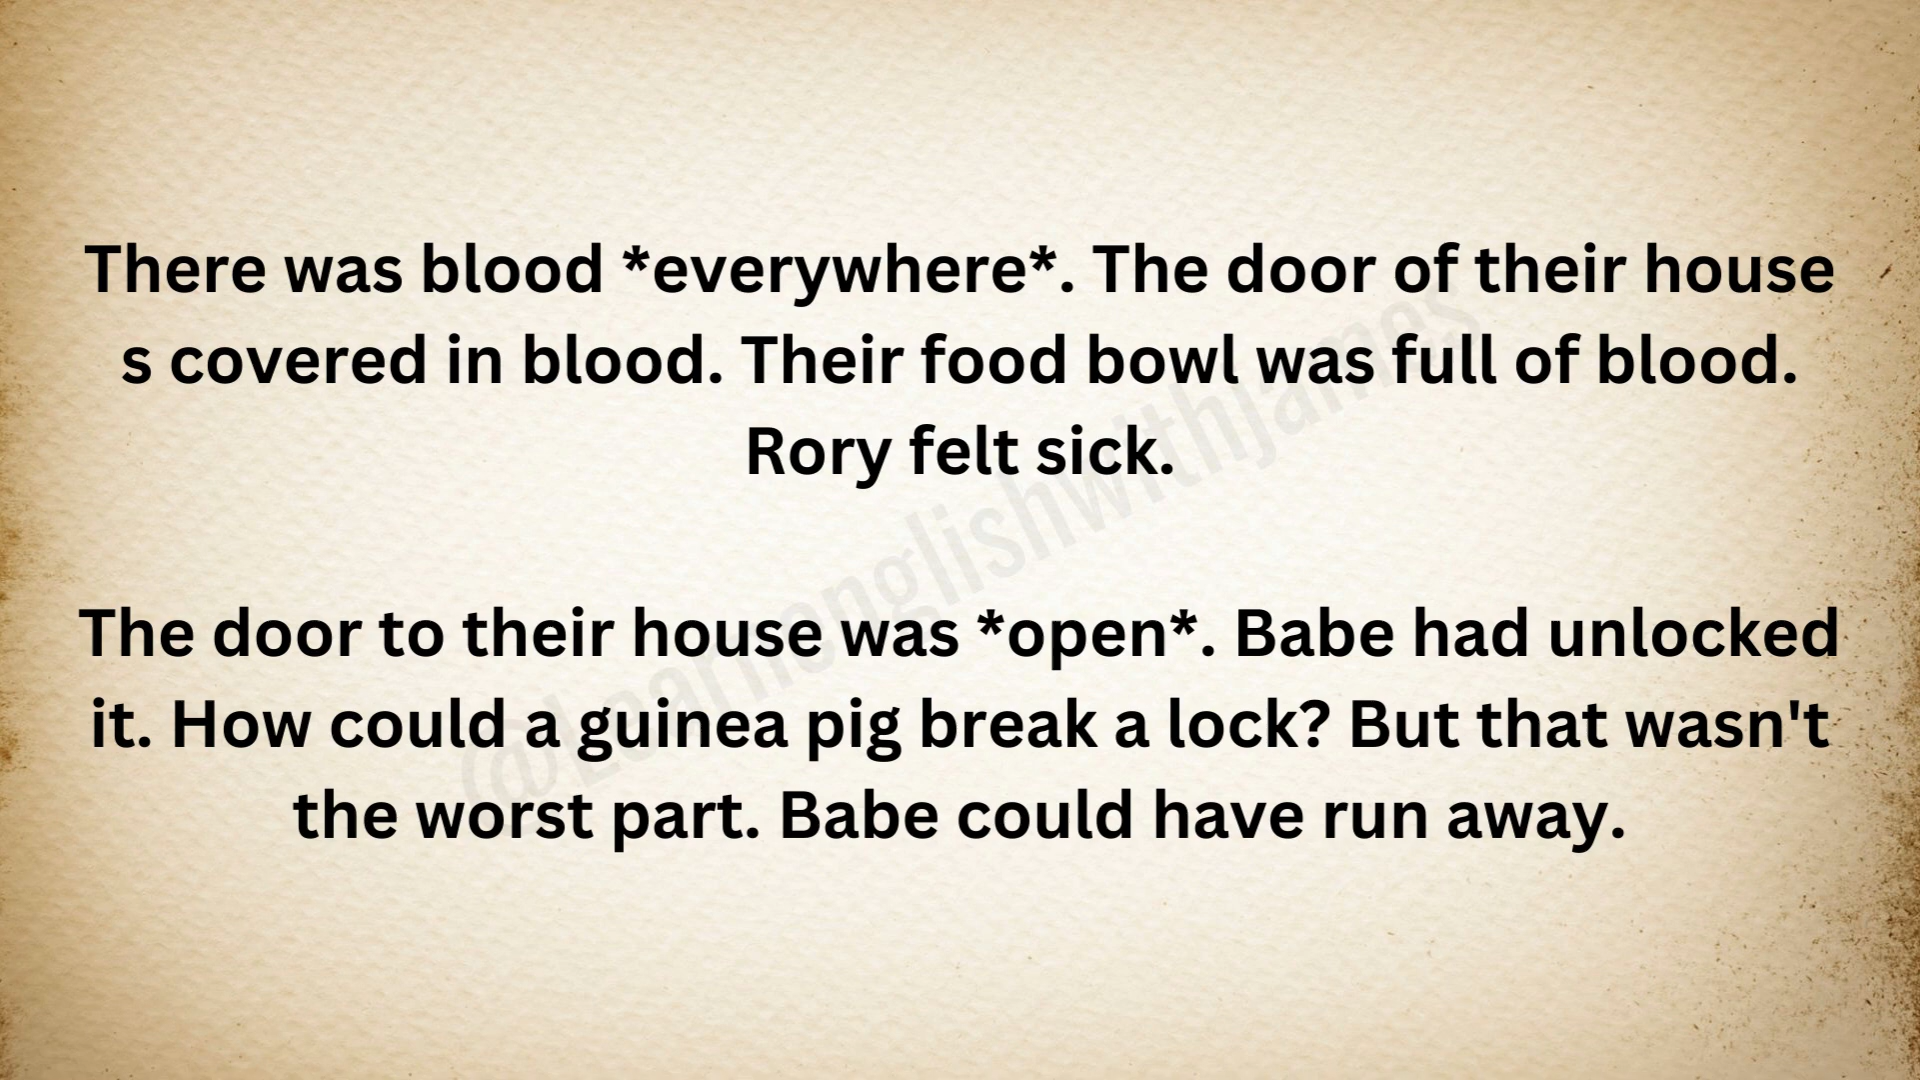 There was blood *everywhere*. The door of their house
s covered in blood. Their food bowl was full of blood.
Rory felt sick.
The door to their house was *open*. Babe had unlocked
it. How could a guinea pig break a lock? But that wasn't
the worst part. Babe could have run away.
@Learnenglishwithjames